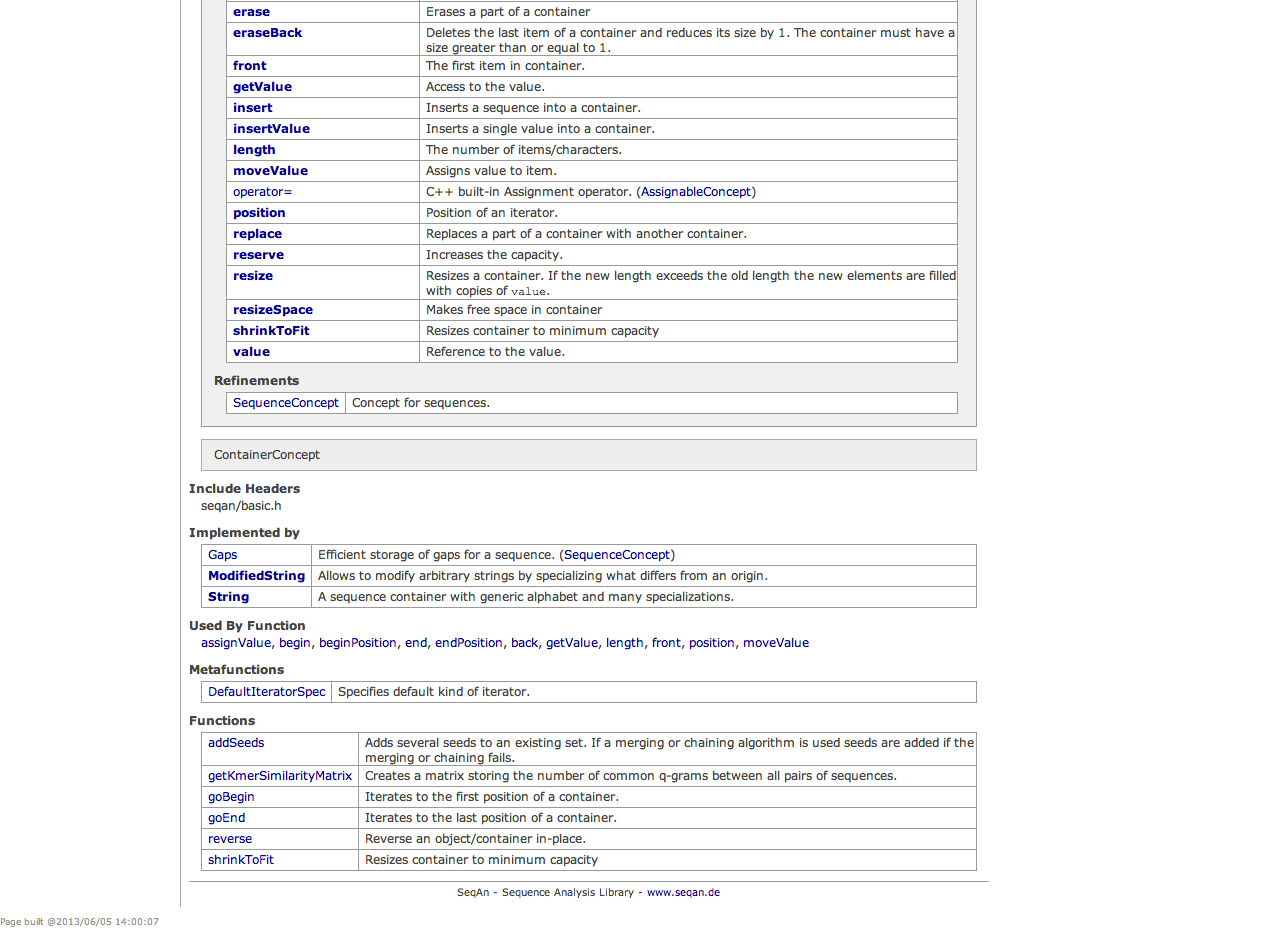 erase Erases a part of a container
eraseBack Deletes the last item of a container and reduces its size by 1. The container must have a
size greater than or equal to 1.
front The first item in container.
getValue Access to the value.
insert Inserts a sequence into a container.
insertValue Inserts a single value into a container.
length The number of items/characters.
moveValue Assigns value to item.
operator= C++ built-in Assignment operator. (AssignableConcept)
position Position of an iterator.
replace Replaces a part of a container with another container.
reserve Increases the capacity.
resize Resizes a container. If the new length exceeds the old length the new elements are filled
with copies of value.
resizeSpace Makes free space in container
shrinkToFit Resizes container to minimum capacity
value Reference to the value.
Refinements
SequenceConcept Concept for sequences.
ContainerConcept
Include Headers
seqan/basic.h
Implemented by
Gaps Efficient storage of gaps for a sequence. (SequenceConcept)
ModifiedString Allows to modify arbitrary strings by specializing what differs from an origin.
String A sequence container with generic alphabet and many specializations.
Used By Function
assignValue, begin, beginPosition, end, endPosition, back, getValue, length, front, position, moveValue
Metafunctions
DefaultIteratorSpec Specifies default kind of iterator.
Functions
addSeeds Adds several seeds to an existing set. If a merging or chaining algorithm is used seeds are added if the
merging or chaining fails.
getKmerSimilarityMatrix Creates a matrix storing the number of common q-grams between all pairs of sequences.
goBegin Iterates to the first position of a container.
goEnd Iterates to the last position of a container.
reverse Reverse an object/container in-place.
shrinkToFit Resizes container to minimum capacity
SeqAn - Sequence Analysis Library - www.seqan.de
Page built @2013/06/05 14:00:07